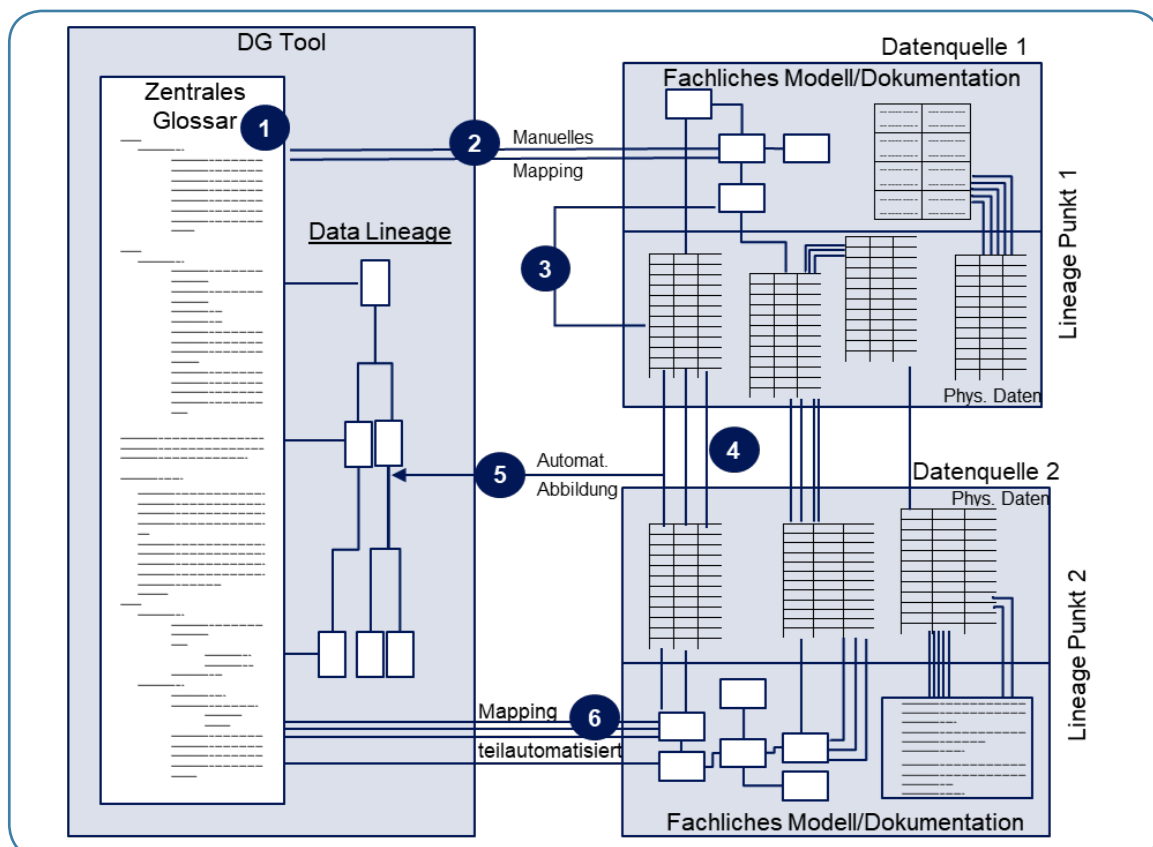 DG Tool
Zentrales
Glossar
1
Data Lineage
2
Manuelles
Mapping
3
4
5
Automat.
Abbildung
Mapping
6
teilautomatisiert
Datenquelle 1
Fachliches Modell/Dokumentation
Phys. Daten
Lineage Punkt 1
Datenquelle 2
Phys. Daten
Fachliches Modell/Dokumentation
Lineage Punkt 2